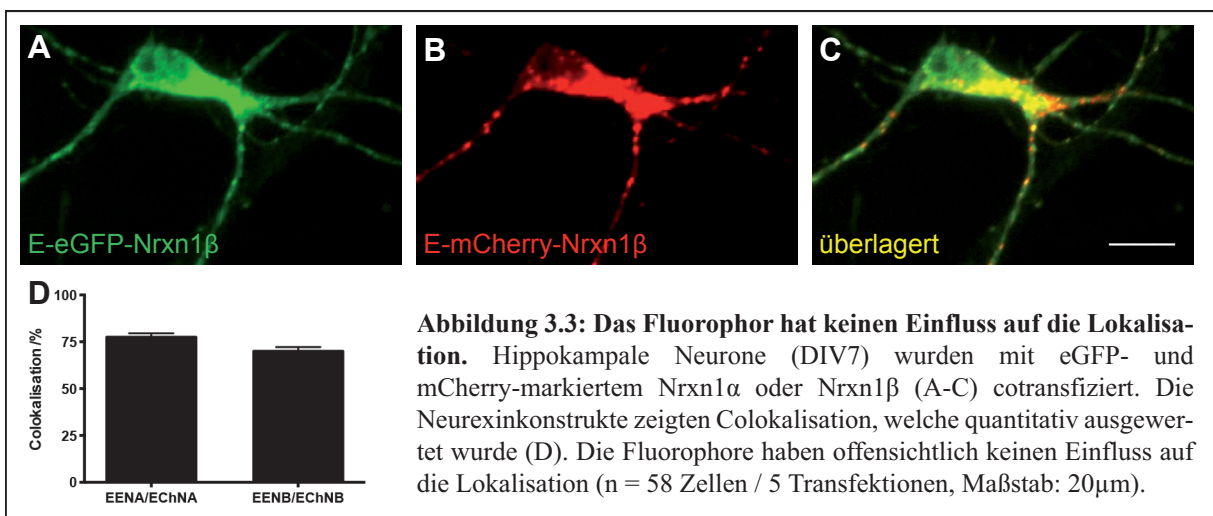 A
B
C
E-eGFP-Nrxn1β
E-mCherry-Nrxn1β
überlagert
D
100
75
50
25
0
Colokalisation /%
EENA/EChNA
EENB/EChNB
Abbildung 3.3: Das Fluorophor hat keinen Einfluss auf die Lokalisa-
tion. Hippokampale Neurone (DIV7) wurden mit eGFP- und
mCherry-markiertem Nrxn1α oder Nrxn1β (A-C) cotransfiziert. Die
Neurexinkonstrukte zeigten Colokalisation, welche quantitativ ausgewer-
tet wurde (D). Die Fluorophore haben offensichtlich keinen Einfluss auf
die Lokalisation (n = 58 Zellen / 5 Transfektionen, Maßstab: 20µm).